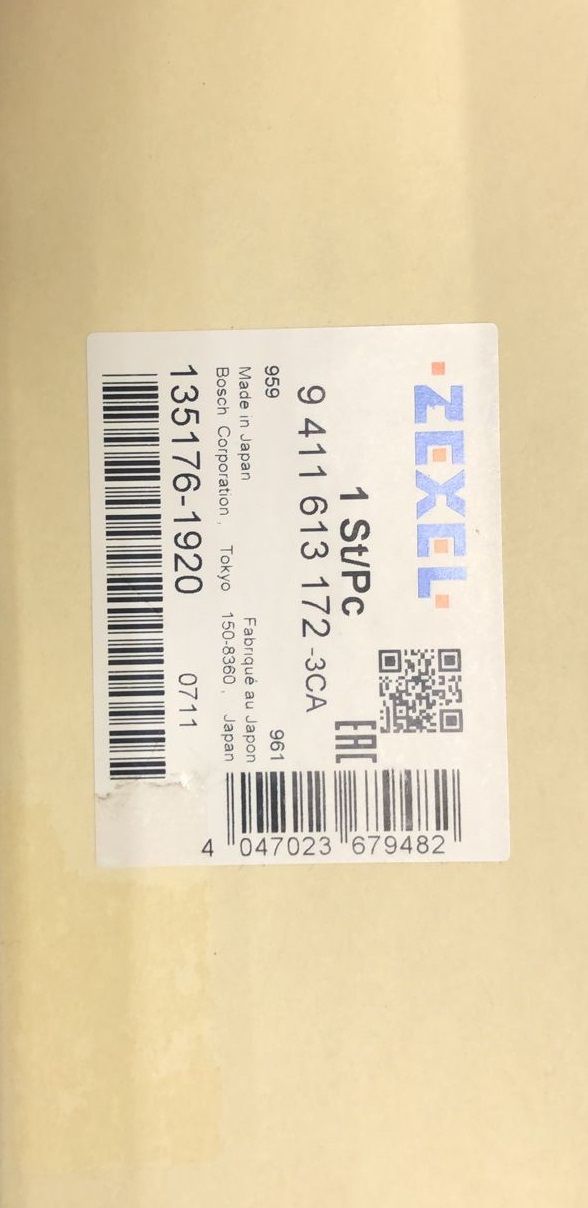 ZEXEL
1 St/Pc
EAC
9 411 613 172 -3CA
959 961
Made in Japan Fabriqué au Japon
Bosch Corporation , Tokyo 150-8360 , Japan
135176-1920 0711
4 047023 679482